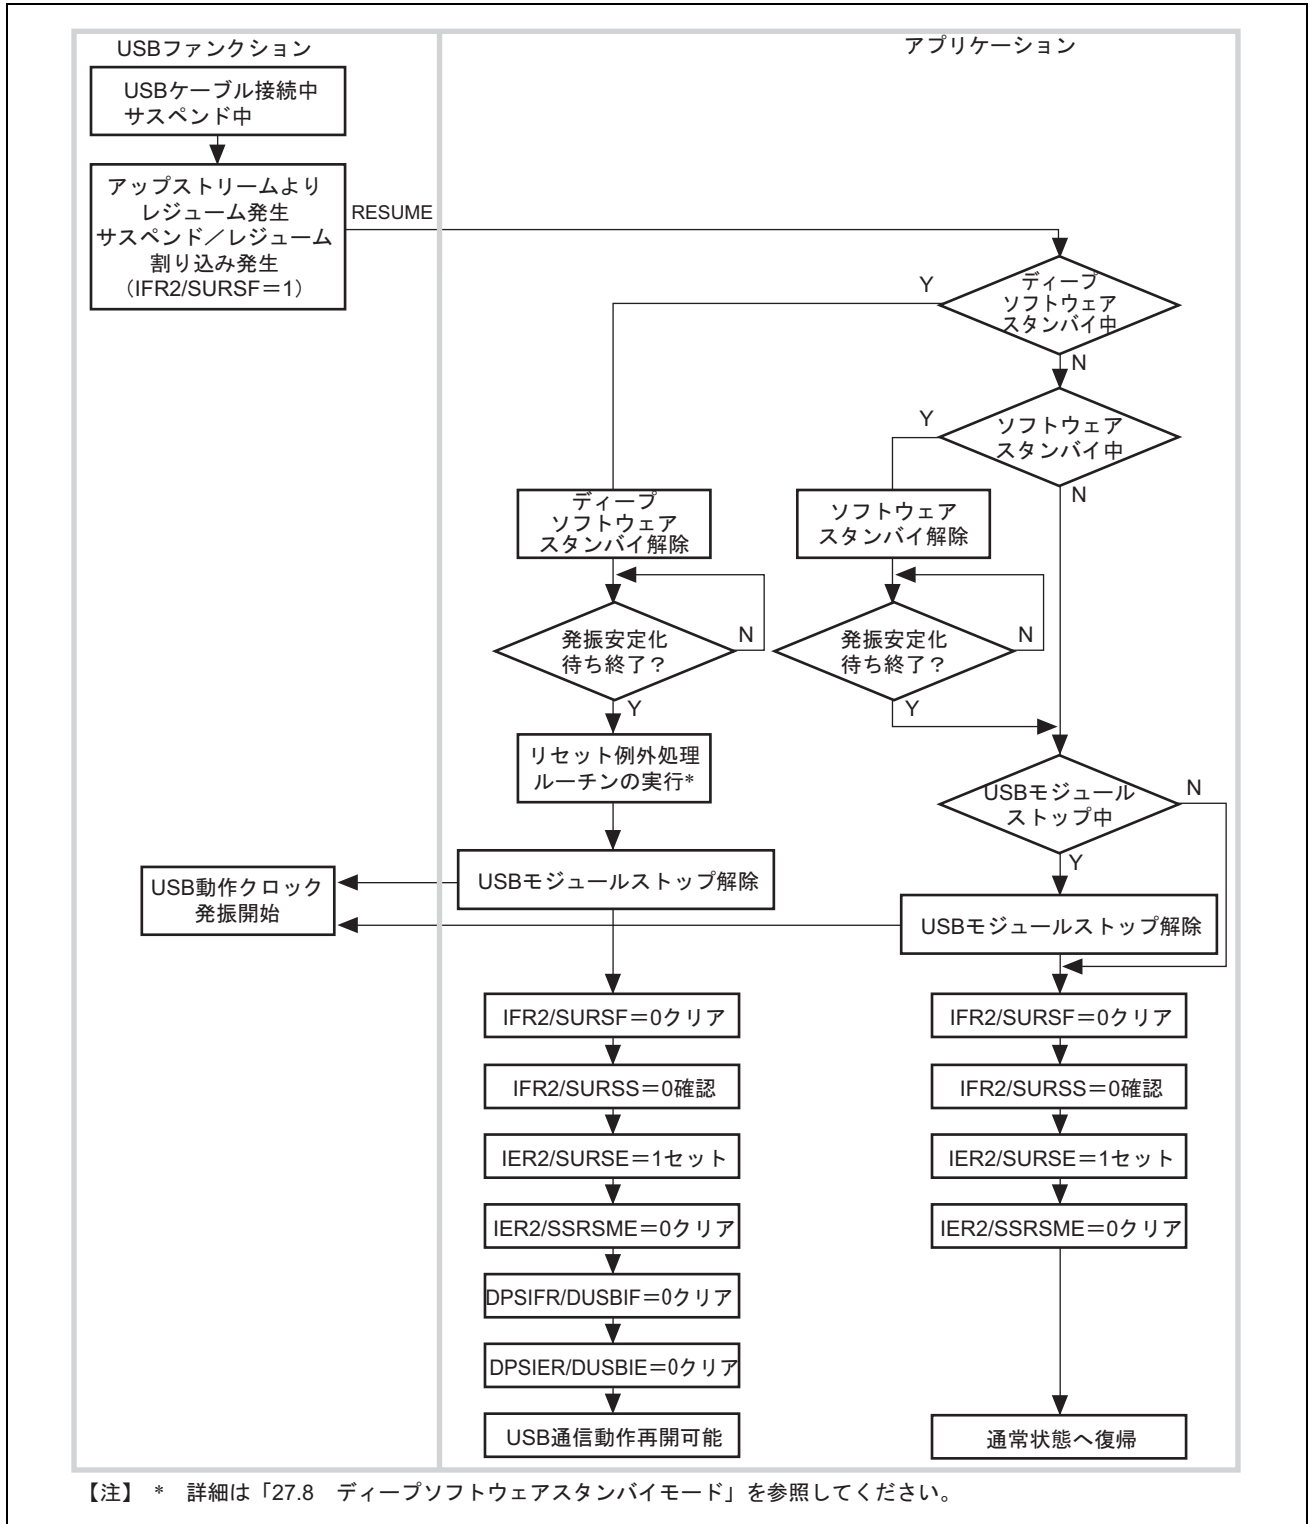 USBファンクション
アプリケーション
USBケーブル接続中
サスペンド中
アップストリームより
レジューム発生
サスペンド／レジューム
割り込み発生
（IFR2/SURSF＝1）
RESUME
ディープ
ソフトウェア
スタンバイ中
Y
N
ソフトウェア
スタンバイ中
Y
N
ディープ
ソフトウェア
スタンバイ解除
ソフトウェア
スタンバイ解除
発振安定化
待ち終了？
N
Y
発振安定化
待ち終了？
N
Y
リセット例外処理
ルーチンの実行*
USBモジュール
ストップ中
N
Y
USB動作クロック
発振開始
USBモジュールストップ解除
USBモジュールストップ解除
IFR2/SURSF＝0クリア
IFR2/SURSS＝0確認
IER2/SURSE＝1セット
IER2/SSRSME＝0クリア
DPSIFR/DUSBIF＝0クリア
DPSIER/DUSBIE＝0クリア
USB通信動作再開可能
IFR2/SURSF＝0クリア
IFR2/SURSS＝0確認
IER2/SURSE＝1セット
IER2/SSRSME＝0クリア
通常状態へ復帰
【注】 * 詳細は「27.8 ディープソフトウェアスタンバイモード」を参照してください。